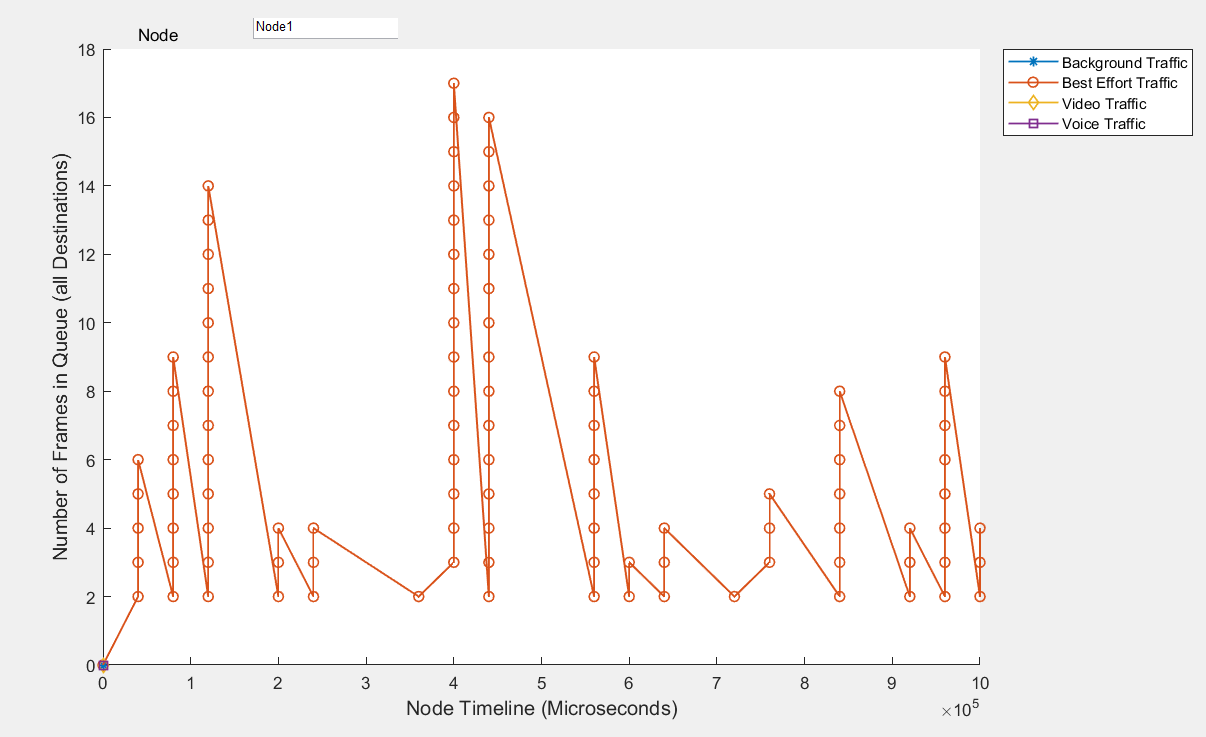 Node
Node1
Background Traffic
Best Effort Traffic
Video Traffic
Voice Traffic
Number of Frames in Queue (all Destinations)
18
16
14
12
10
8
6
4
2
0
0 1 2 3 4 5 6 7 8 9 10
Node Timeline (Microseconds)
×10⁵